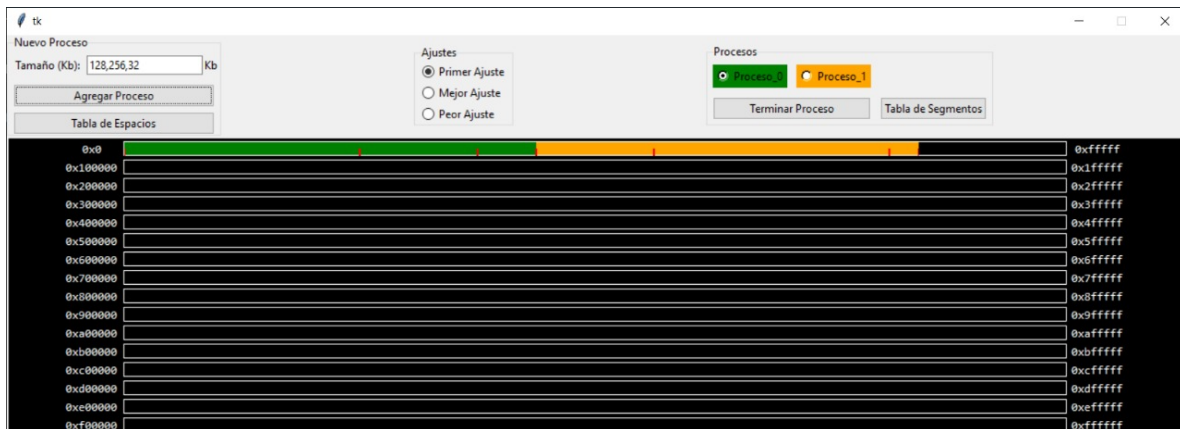 tk
Nuevo Proceso
Tamaño (Kb): 128,256,32 Kb
Agregar Proceso
Tabla de Espacios
Ajustes
Primer Ajuste
Mejor Ajuste
Peor Ajuste
Procesos
Proceso_0 Proceso_1
Terminar Proceso Tabla de Segmentos
0x0 0xfffff
0x100000 0x1fffff
0x200000 0x2fffff
0x300000 0x3fffff
0x400000 0x4fffff
0x500000 0x5fffff
0x600000 0x6fffff
0x700000 0x7fffff
0x800000 0x8fffff
0x900000 0x9fffff
0xa00000 0xafffff
0xb00000 0xbfffff
0xc00000 0xcfffff
0xd00000 0xdfffff
0xe00000 0xefffff
0xf00000 0xffffff